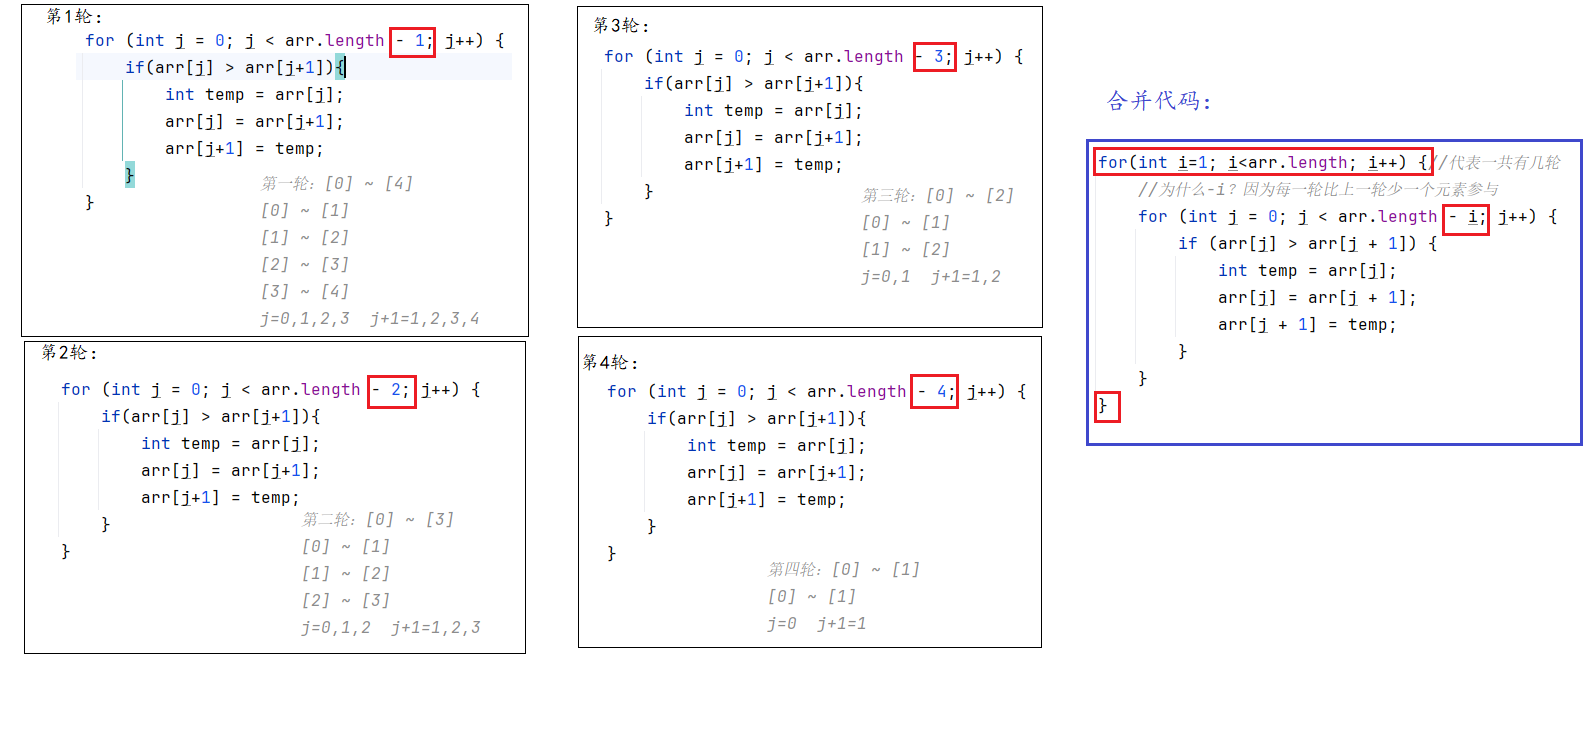 第1轮：
for (int j = 0; j < arr.length - 1; j++) {
if(arr[j] > arr[j+1]){
int temp = arr[j];
arr[j] = arr[j+1];
arr[j+1] = temp;
}
}
第一轮：[0] ~ [4]
[0] ~ [1]
[1] ~ [2]
[2] ~ [3]
[3] ~ [4]
j=0,1,2,3  j+1=1,2,3,4
第2轮：
for (int j = 0; j < arr.length - 2; j++) {
if(arr[j] > arr[j+1]){
int temp = arr[j];
arr[j] = arr[j+1];
arr[j+1] = temp;
}
}
第二轮：[0] ~ [3]
[0] ~ [1]
[1] ~ [2]
[2] ~ [3]
j=0,1,2  j+1=1,2,3
第3轮：
for (int j = 0; j < arr.length - 3; j++) {
if(arr[j] > arr[j+1]){
int temp = arr[j];
arr[j] = arr[j+1];
arr[j+1] = temp;
}
}
第三轮：[0] ~ [2]
[0] ~ [1]
[1] ~ [2]
j=0,1  j+1=1,2
第4轮：
for (int j = 0; j < arr.length - 4; j++) {
if(arr[j] > arr[j+1]){
int temp = arr[j];
arr[j] = arr[j+1];
arr[j+1] = temp;
}
}
第四轮：[0] ~ [1]
[0] ~ [1]
j=0  j+1=1
合并代码：
for(int i=1; i<arr.length; i++) {//代表一共有几轮
//为什么-i？因为每一轮比上一轮少一个元素参与
for (int j = 0; j < arr.length - i; j++) {
if (arr[j] > arr[j + 1]) {
int temp = arr[j];
arr[j] = arr[j + 1];
arr[j + 1] = temp;
}
}
}